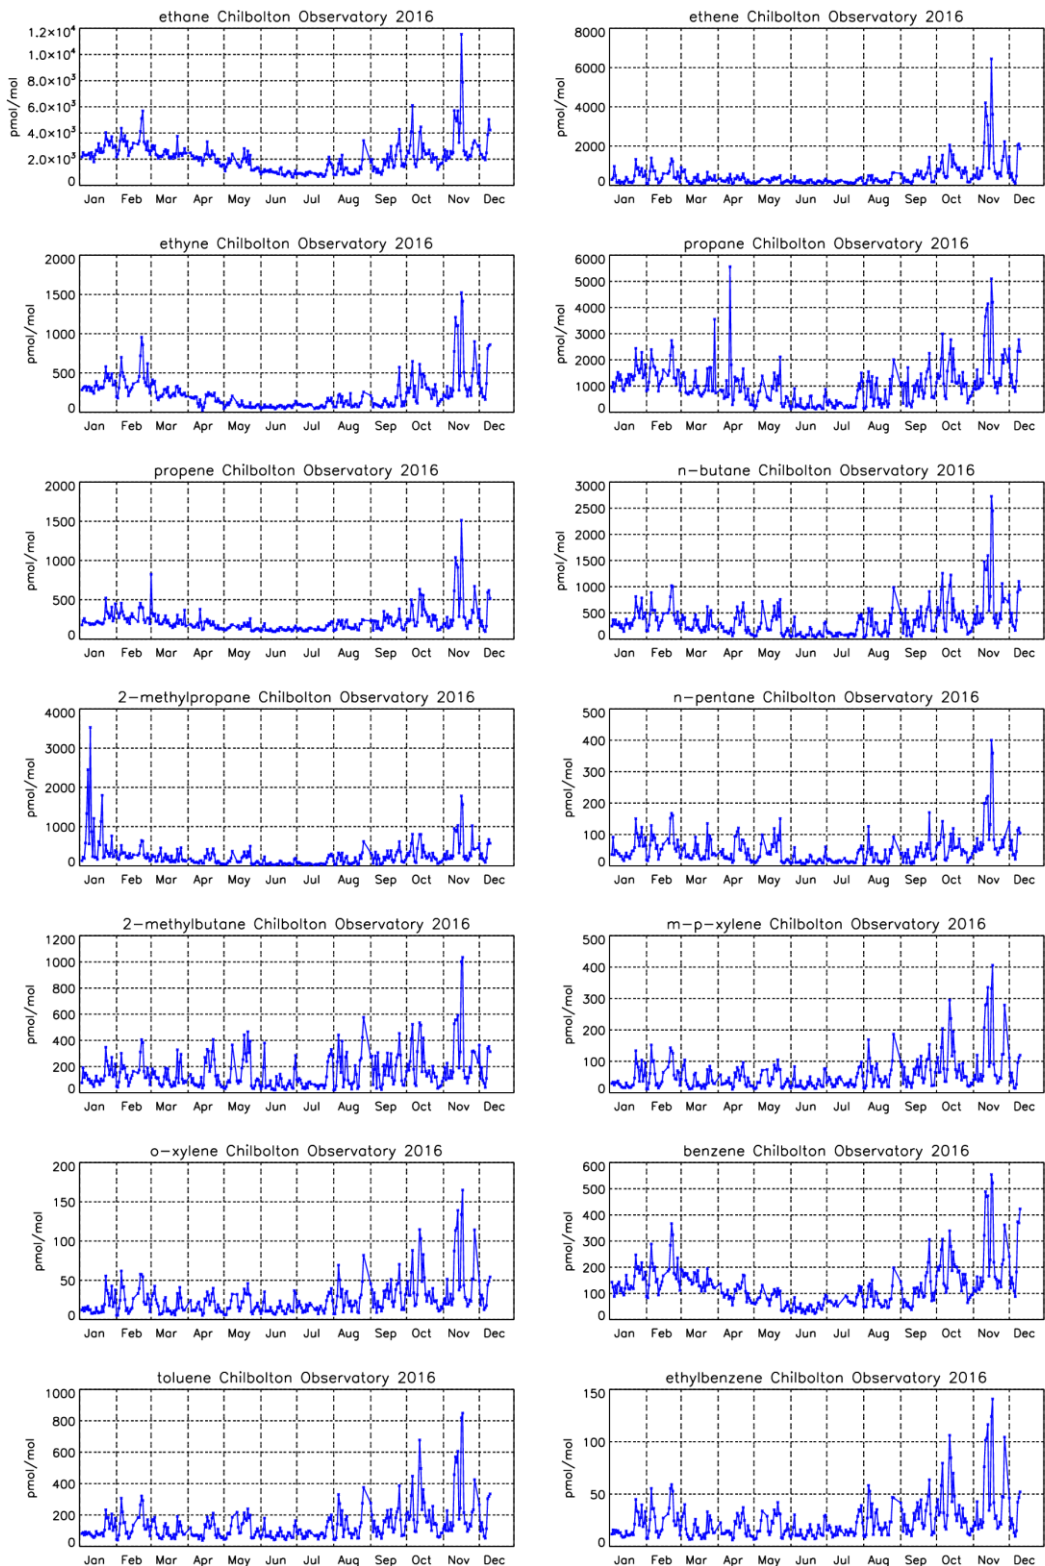 ethane Chilbolton Observatory 2016
pmol/mol
1.2×10⁴
1.0×10⁴
8.0×10³
6.0×10³
4.0×10³
2.0×10³
0
Jan Feb Mar Apr May Jun Jul Aug Sep Oct Nov Dec
ethene Chilbolton Observatory 2016
pmol/mol
8000
6000
4000
2000
0
Jan Feb Mar Apr May Jun Jul Aug Sep Oct Nov Dec
ethyne Chilbolton Observatory 2016
pmol/mol
2000
1500
1000
500
0
Jan Feb Mar Apr May Jun Jul Aug Sep Oct Nov Dec
propane Chilbolton Observatory 2016
pmol/mol
6000
5000
4000
3000
2000
1000
0
Jan Feb Mar Apr May Jun Jul Aug Sep Oct Nov Dec
propene Chilbolton Observatory 2016
pmol/mol
2000
1500
1000
500
0
Jan Feb Mar Apr May Jun Jul Aug Sep Oct Nov Dec
n-butane Chilbolton Observatory 2016
pmol/mol
3000
2500
2000
1500
1000
500
0
Jan Feb Mar Apr May Jun Jul Aug Sep Oct Nov Dec
2-methylpropane Chilbolton Observatory 2016
pmol/mol
4000
3000
2000
1000
0
Jan Feb Mar Apr May Jun Jul Aug Sep Oct Nov Dec
n-pentane Chilbolton Observatory 2016
pmol/mol
500
400
300
200
100
0
Jan Feb Mar Apr May Jun Jul Aug Sep Oct Nov Dec
2-methylbutane Chilbolton Observatory 2016
pmol/mol
1200
1000
800
600
400
200
0
Jan Feb Mar Apr May Jun Jul Aug Sep Oct Nov Dec
m-p-xylene Chilbolton Observatory 2016
pmol/mol
500
400
300
200
100
0
Jan Feb Mar Apr May Jun Jul Aug Sep Oct Nov Dec
o-xylene Chilbolton Observatory 2016
pmol/mol
200
150
100
50
0
Jan Feb Mar Apr May Jun Jul Aug Sep Oct Nov Dec
benzene Chilbolton Observatory 2016
pmol/mol
600
500
400
300
200
100
0
Jan Feb Mar Apr May Jun Jul Aug Sep Oct Nov Dec
toluene Chilbolton Observatory 2016
pmol/mol
1000
800
600
400
200
0
Jan Feb Mar Apr May Jun Jul Aug Sep Oct Nov Dec
ethylbenzene Chilbolton Observatory 2016
pmol/mol
150
100
50
0
Jan Feb Mar Apr May Jun Jul Aug Sep Oct Nov Dec